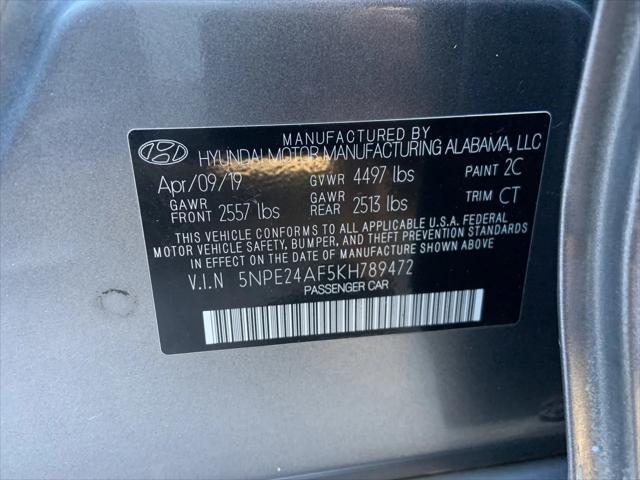 MANUFACTURED BY
HYUNDAI MOTOR MANUFACTURING ALABAMA, LLC
Apr/09/19 GVWR 4497 lbs PAINT 2C
GAWR FRONT 2557 lbs GAWR REAR 2513 lbs TRIM CT
THIS VEHICLE CONFORMS TO ALL APPLICABLE U.S.A. FEDERAL
MOTOR VEHICLE SAFETY, BUMPER, AND THEFT PREVENTION STANDARDS
IN EFFECT ON THE DATE OF MANUFACTURE SHOWN ABOVE.
V.I.N 5NPE24AF5KH789472
PASSENGER CAR